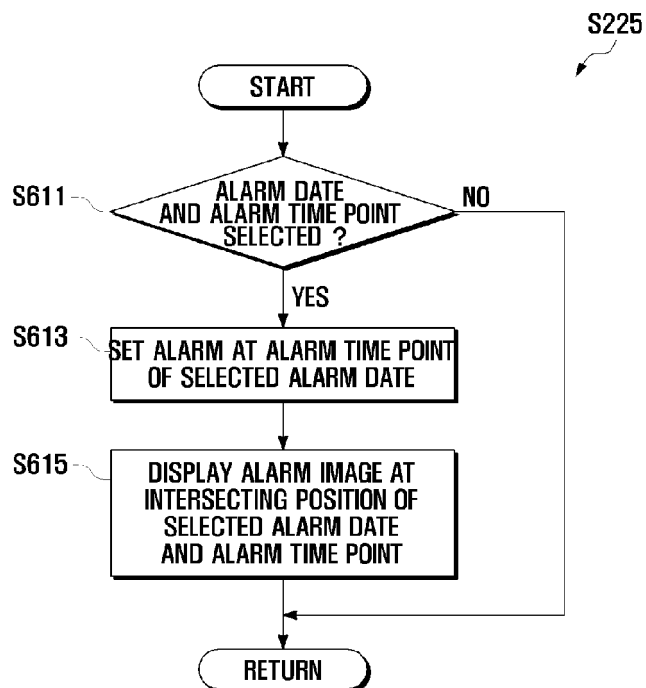 S225
START
S611
ALARM DATE
AND ALARM TIME POINT
SELECTED ?
NO
YES
S613
SET ALARM AT ALARM TIME POINT
OF SELECTED ALARM DATE
S615
DISPLAY ALARM IMAGE AT
INTERSECTING POSITION OF
SELECTED ALARM DATE
AND ALARM TIME POINT
RETURN